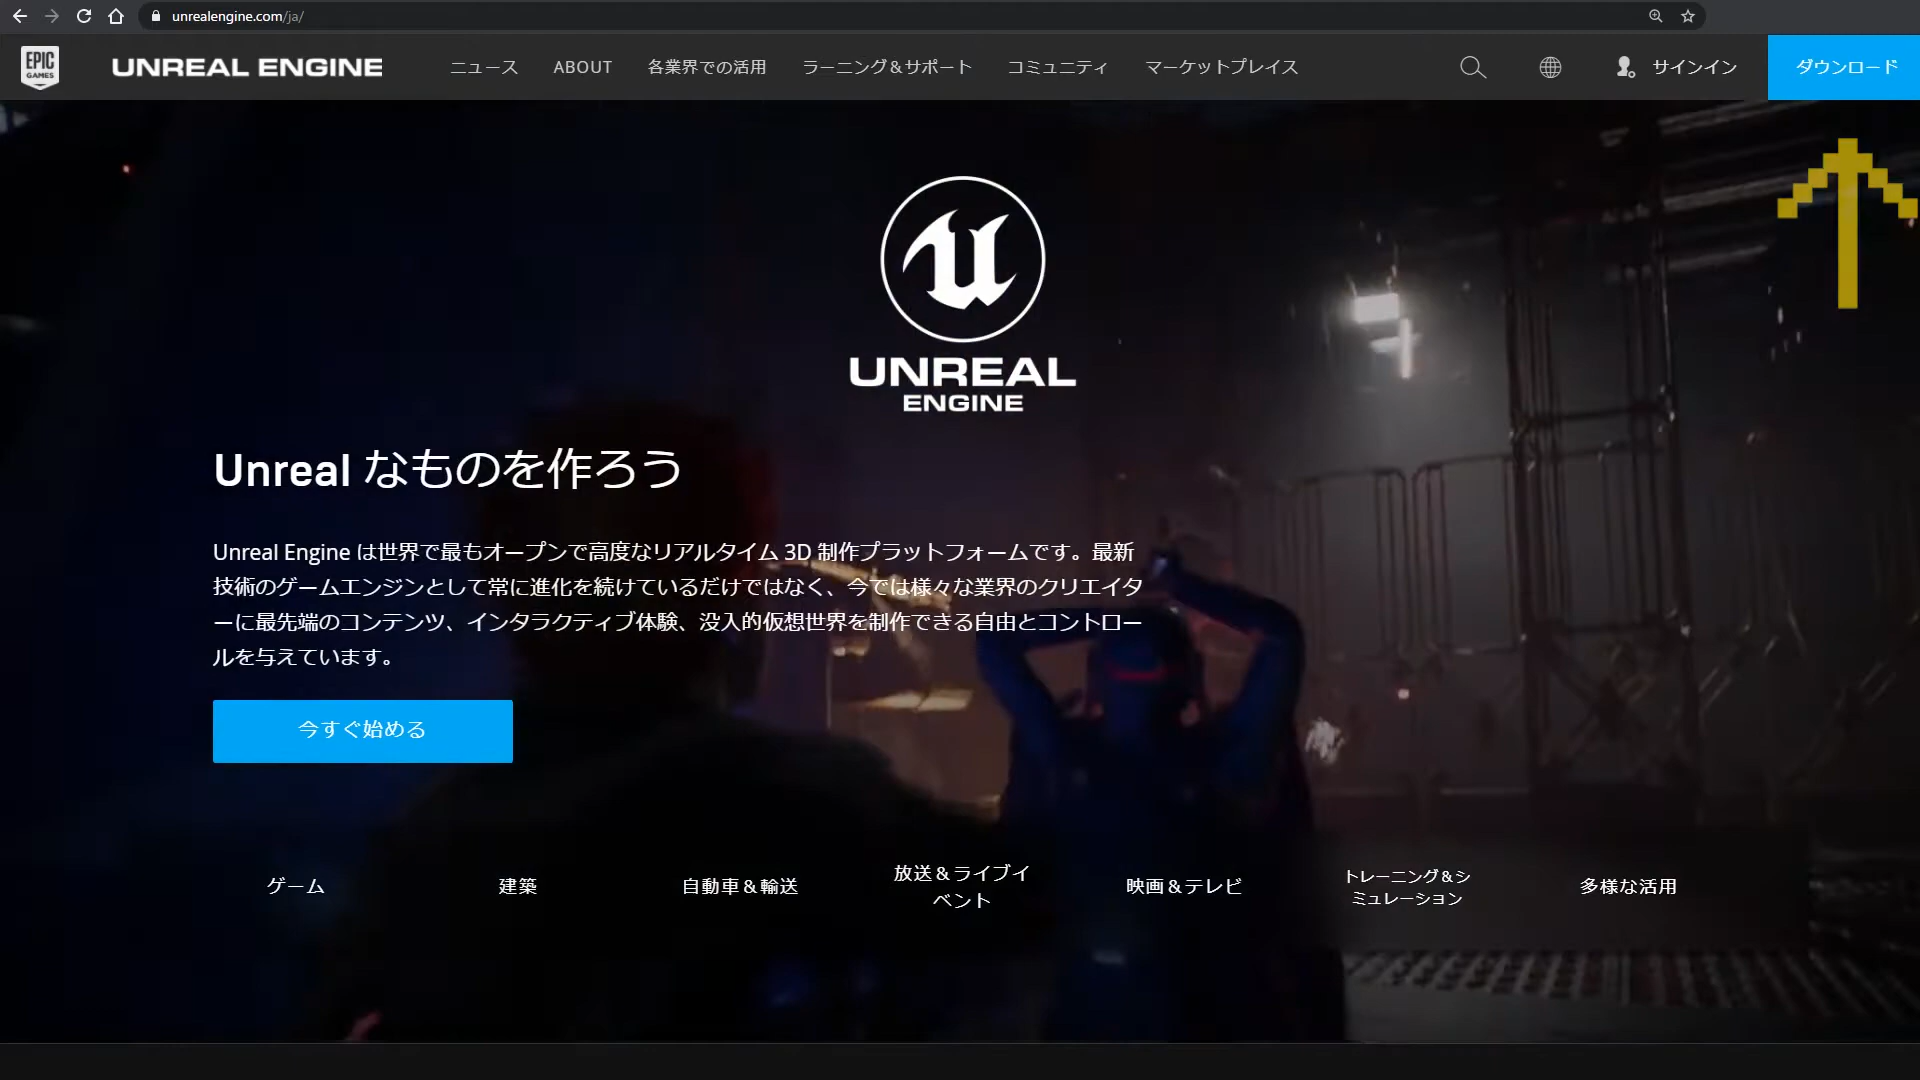 unrealengine.com/ja/
EPIC
GAMES
UNREAL ENGINE
ニュース
ABOUT
各業界での活用
ラーニング＆サポート
コミュニティ
マーケットプレイス
サインイン
ダウンロード
UNREAL
ENGINE
Unreal なものを作ろう
Unreal Engine は世界で最もオープンで高度なリアルタイム 3D 制作プラットフォームです。最新
技術のゲームエンジンとして常に進化を続けているだけではなく、今では様々な業界のクリエイタ
ーに最先端のコンテンツ、インタラクティブ体験、没入的仮想世界を制作できる自由とコントロー
ルを与えています。
今すぐ始める
ゲーム
建築
自動車＆輸送
放送＆ライブイ
ベント
映画＆テレビ
トレーニング＆シ
ミュレーション
多様な活用